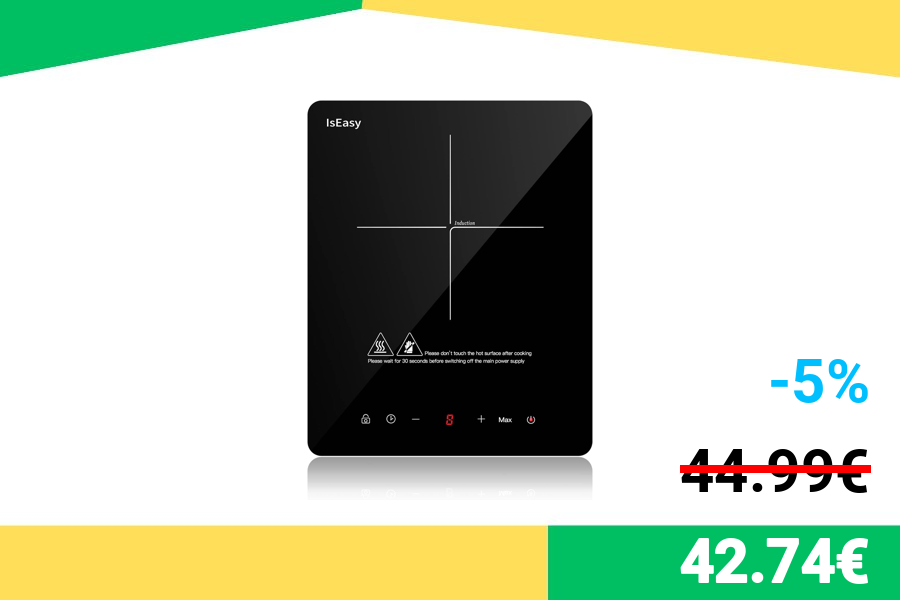 IsEasy
Induction
Please don't touch the hot surface after cooking
Please wait for 30 seconds before switching off the main power supply
8
Max
-5%
44.99€
42.74€